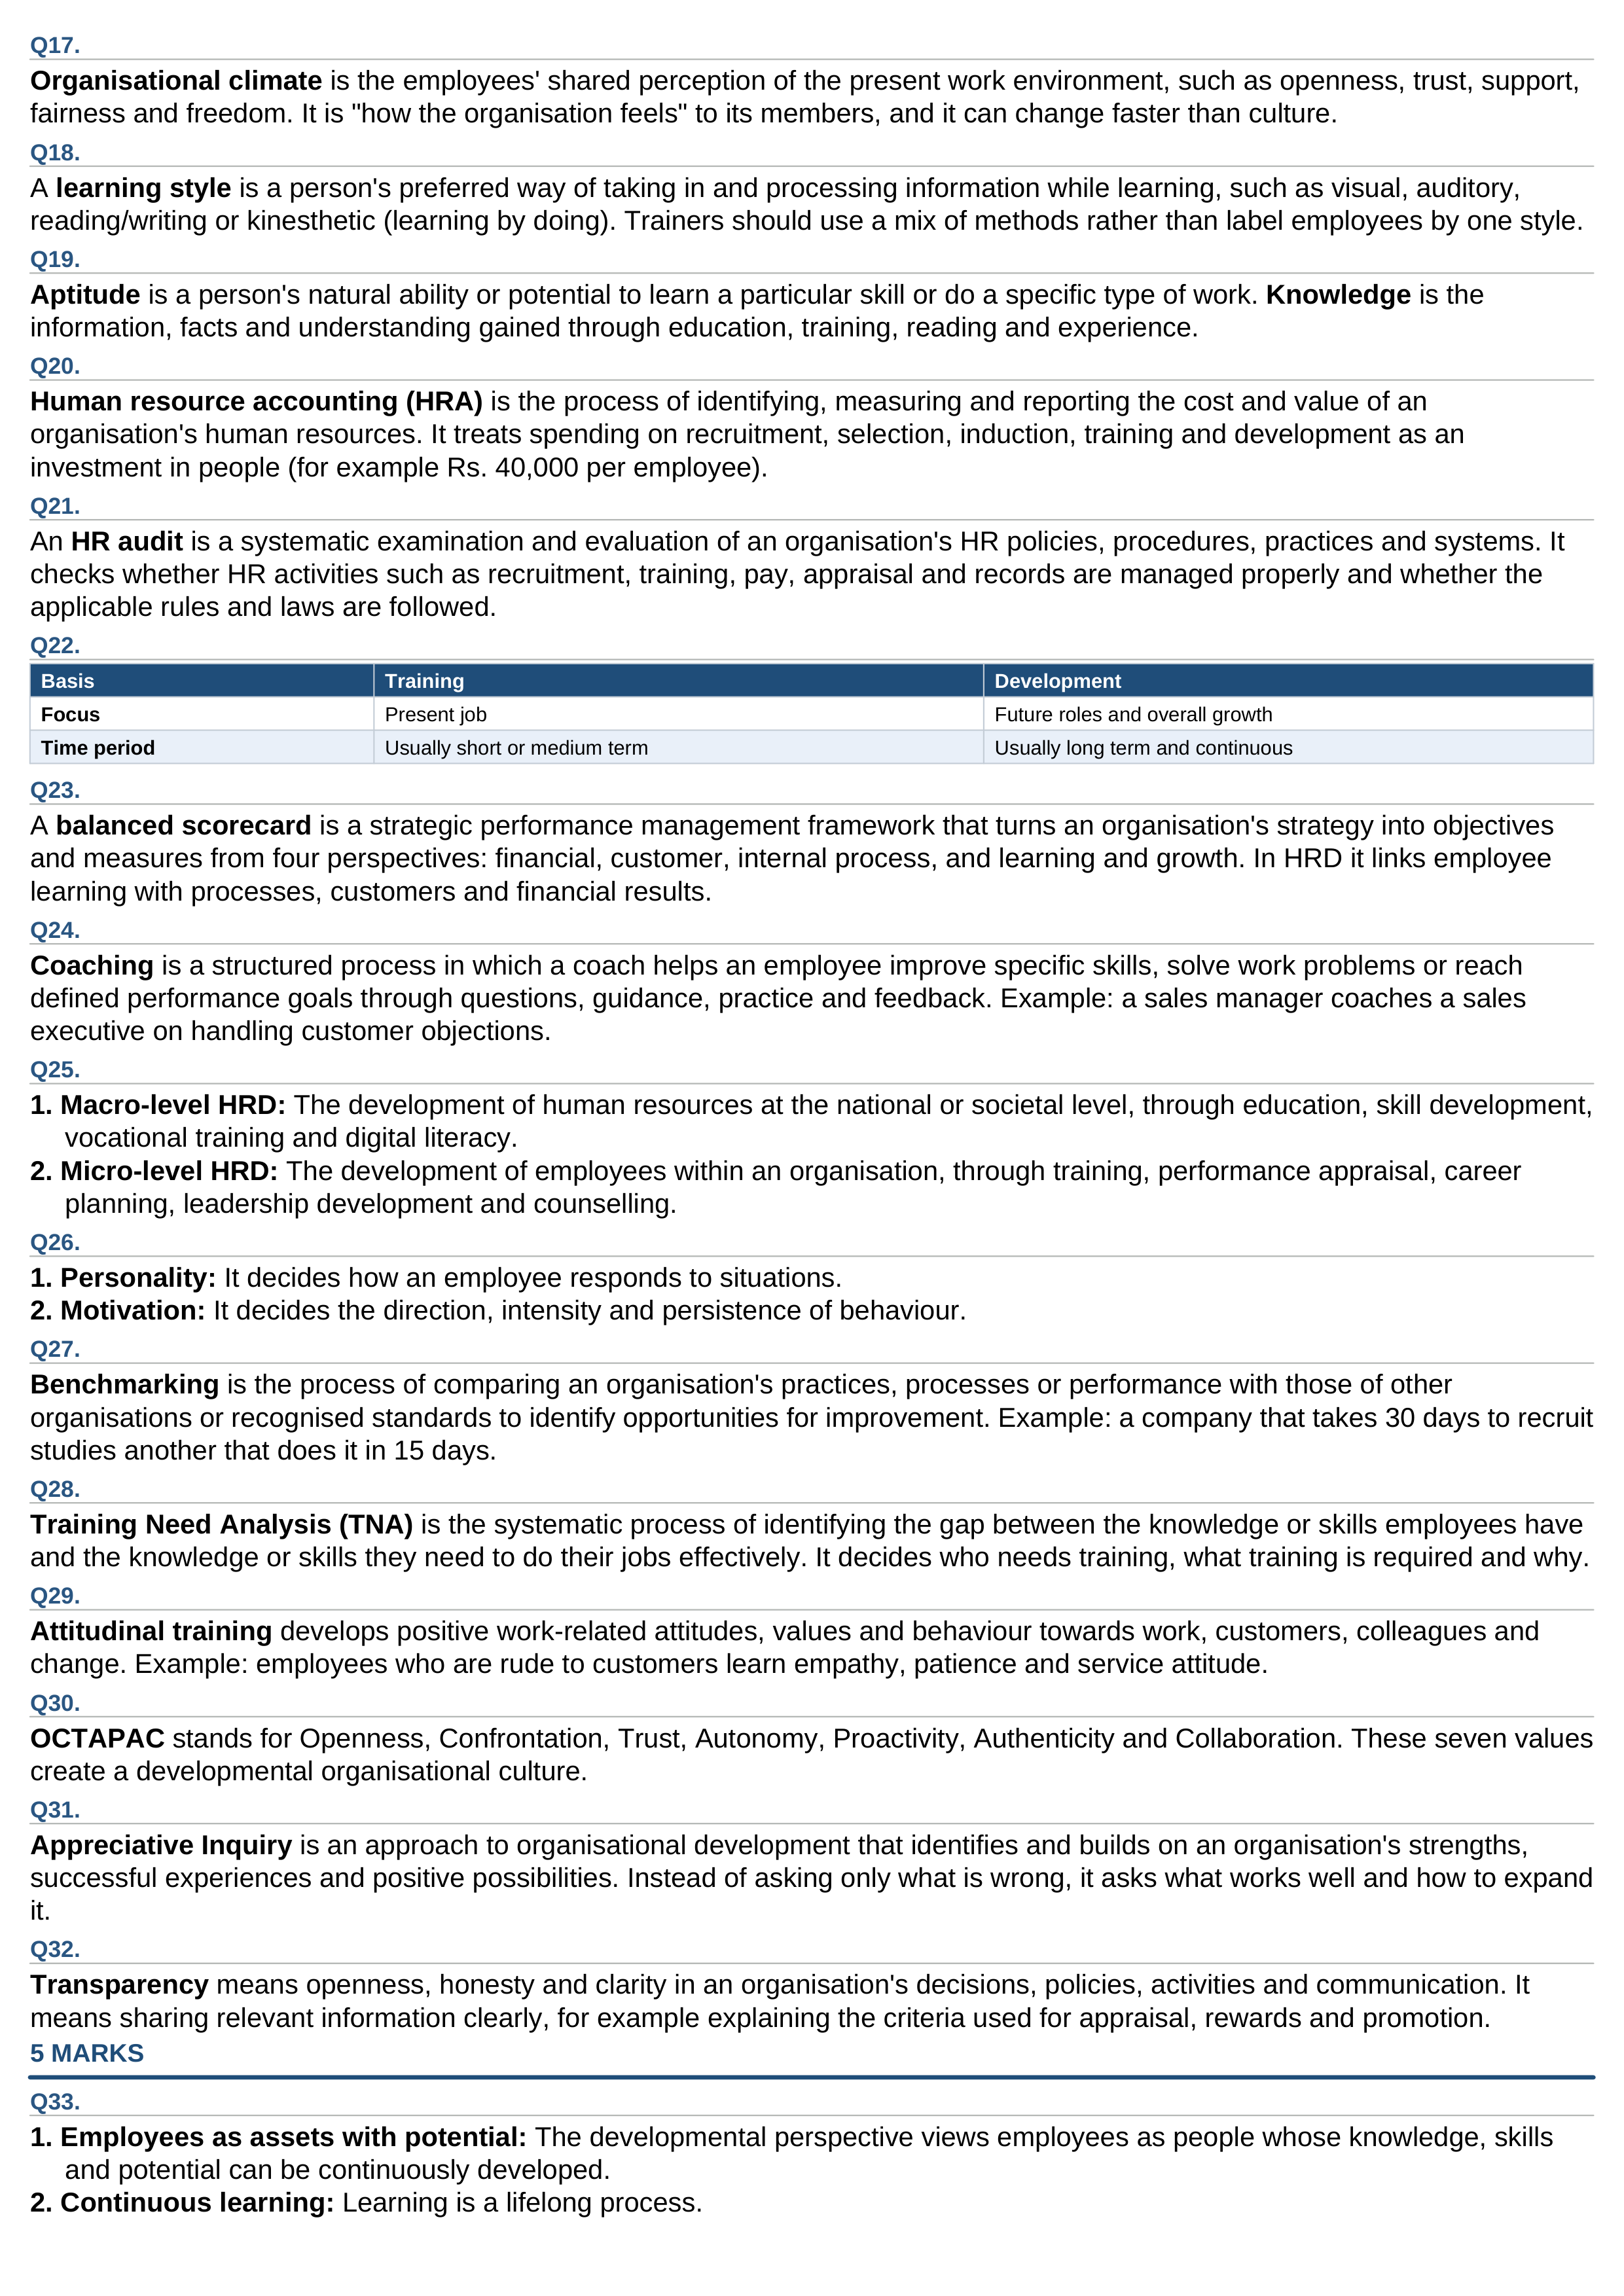 Q17.
Organisational climate is the employees' shared perception of the present work environment, such as openness, trust, support,
fairness and freedom. It is "how the organisation feels" to its members, and it can change faster than culture.
Q18.
A learning style is a person's preferred way of taking in and processing information while learning, such as visual, auditory,
reading/writing or kinesthetic (learning by doing). Trainers should use a mix of methods rather than label employees by one style.
Q19.
Aptitude is a person's natural ability or potential to learn a particular skill or do a specific type of work. Knowledge is the
information, facts and understanding gained through education, training, reading and experience.
Q20.
Human resource accounting (HRA) is the process of identifying, measuring and reporting the cost and value of an
organisation's human resources. It treats spending on recruitment, selection, induction, training and development as an
investment in people (for example Rs. 40,000 per employee).
Q21.
An HR audit is a systematic examination and evaluation of an organisation's HR policies, procedures, practices and systems. It
checks whether HR activities such as recruitment, training, pay, appraisal and records are managed properly and whether the
applicable rules and laws are followed.
Q22.
Basis Training Development
Focus Present job Future roles and overall growth
Time period Usually short or medium term Usually long term and continuous
Q23.
A balanced scorecard is a strategic performance management framework that turns an organisation's strategy into objectives
and measures from four perspectives: financial, customer, internal process, and learning and growth. In HRD it links employee
learning with processes, customers and financial results.
Q24.
Coaching is a structured process in which a coach helps an employee improve specific skills, solve work problems or reach
defined performance goals through questions, guidance, practice and feedback. Example: a sales manager coaches a sales
executive on handling customer objections.
Q25.
1. Macro-level HRD: The development of human resources at the national or societal level, through education, skill development,
vocational training and digital literacy.
2. Micro-level HRD: The development of employees within an organisation, through training, performance appraisal, career
planning, leadership development and counselling.
Q26.
1. Personality: It decides how an employee responds to situations.
2. Motivation: It decides the direction, intensity and persistence of behaviour.
Q27.
Benchmarking is the process of comparing an organisation's practices, processes or performance with those of other
organisations or recognised standards to identify opportunities for improvement. Example: a company that takes 30 days to recruit
studies another that does it in 15 days.
Q28.
Training Need Analysis (TNA) is the systematic process of identifying the gap between the knowledge or skills employees have
and the knowledge or skills they need to do their jobs effectively. It decides who needs training, what training is required and why.
Q29.
Attitudinal training develops positive work-related attitudes, values and behaviour towards work, customers, colleagues and
change. Example: employees who are rude to customers learn empathy, patience and service attitude.
Q30.
OCTAPAC stands for Openness, Confrontation, Trust, Autonomy, Proactivity, Authenticity and Collaboration. These seven values
create a developmental organisational culture.
Q31.
Appreciative Inquiry is an approach to organisational development that identifies and builds on an organisation's strengths,
successful experiences and positive possibilities. Instead of asking only what is wrong, it asks what works well and how to expand
it.
Q32.
Transparency means openness, honesty and clarity in an organisation's decisions, policies, activities and communication. It
means sharing relevant information clearly, for example explaining the criteria used for appraisal, rewards and promotion.
5 MARKS
Q33.
1. Employees as assets with potential: The developmental perspective views employees as people whose knowledge, skills
and potential can be continuously developed.
2. Continuous learning: Learning is a lifelong process.